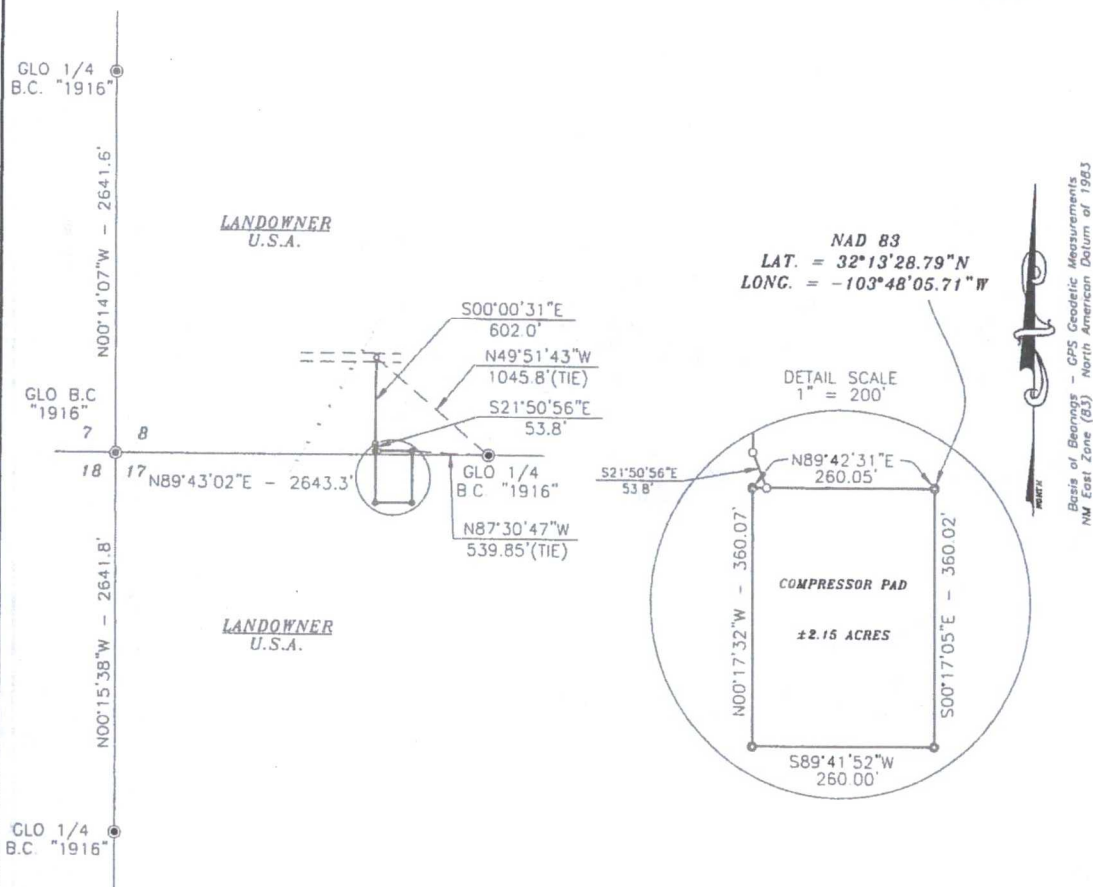 GLO 1/4
B.C. "1916"
N00°14'07"W - 2641.6'
LANDOWNER
U.S.A.
NAD 83
LAT. = 32°13'28.79"N
LONG. = -103°48'05.71"W
S00°00'31"E
602.0'
N49°51'43"W
1045.8'(TIE)
S21°50'56"E
53.8'
GLO B.C
"1916"
7 8
18 17
N89°43'02"E - 2643.3'
GLO 1/4
B C "1916"
N87°30'47"W
539.85'(TIE)
N00°15'38"W - 2641.8'
LANDOWNER
U.S.A.
GLO 1/4
B.C. "1916"
DETAIL SCALE
1" = 200'
S21°50'56"E
53 8'
N89°42'31"E
260.05'
N00°17'32"W - 360.07'
COMPRESSOR PAD
±2.15 ACRES
S00°17'05"E - 360.02'
S89°41'52"W
260.00'
NORTH
Basis of Bearings - GPS Geodetic Measurements
NM East Zone (83) North American Datum of 1983